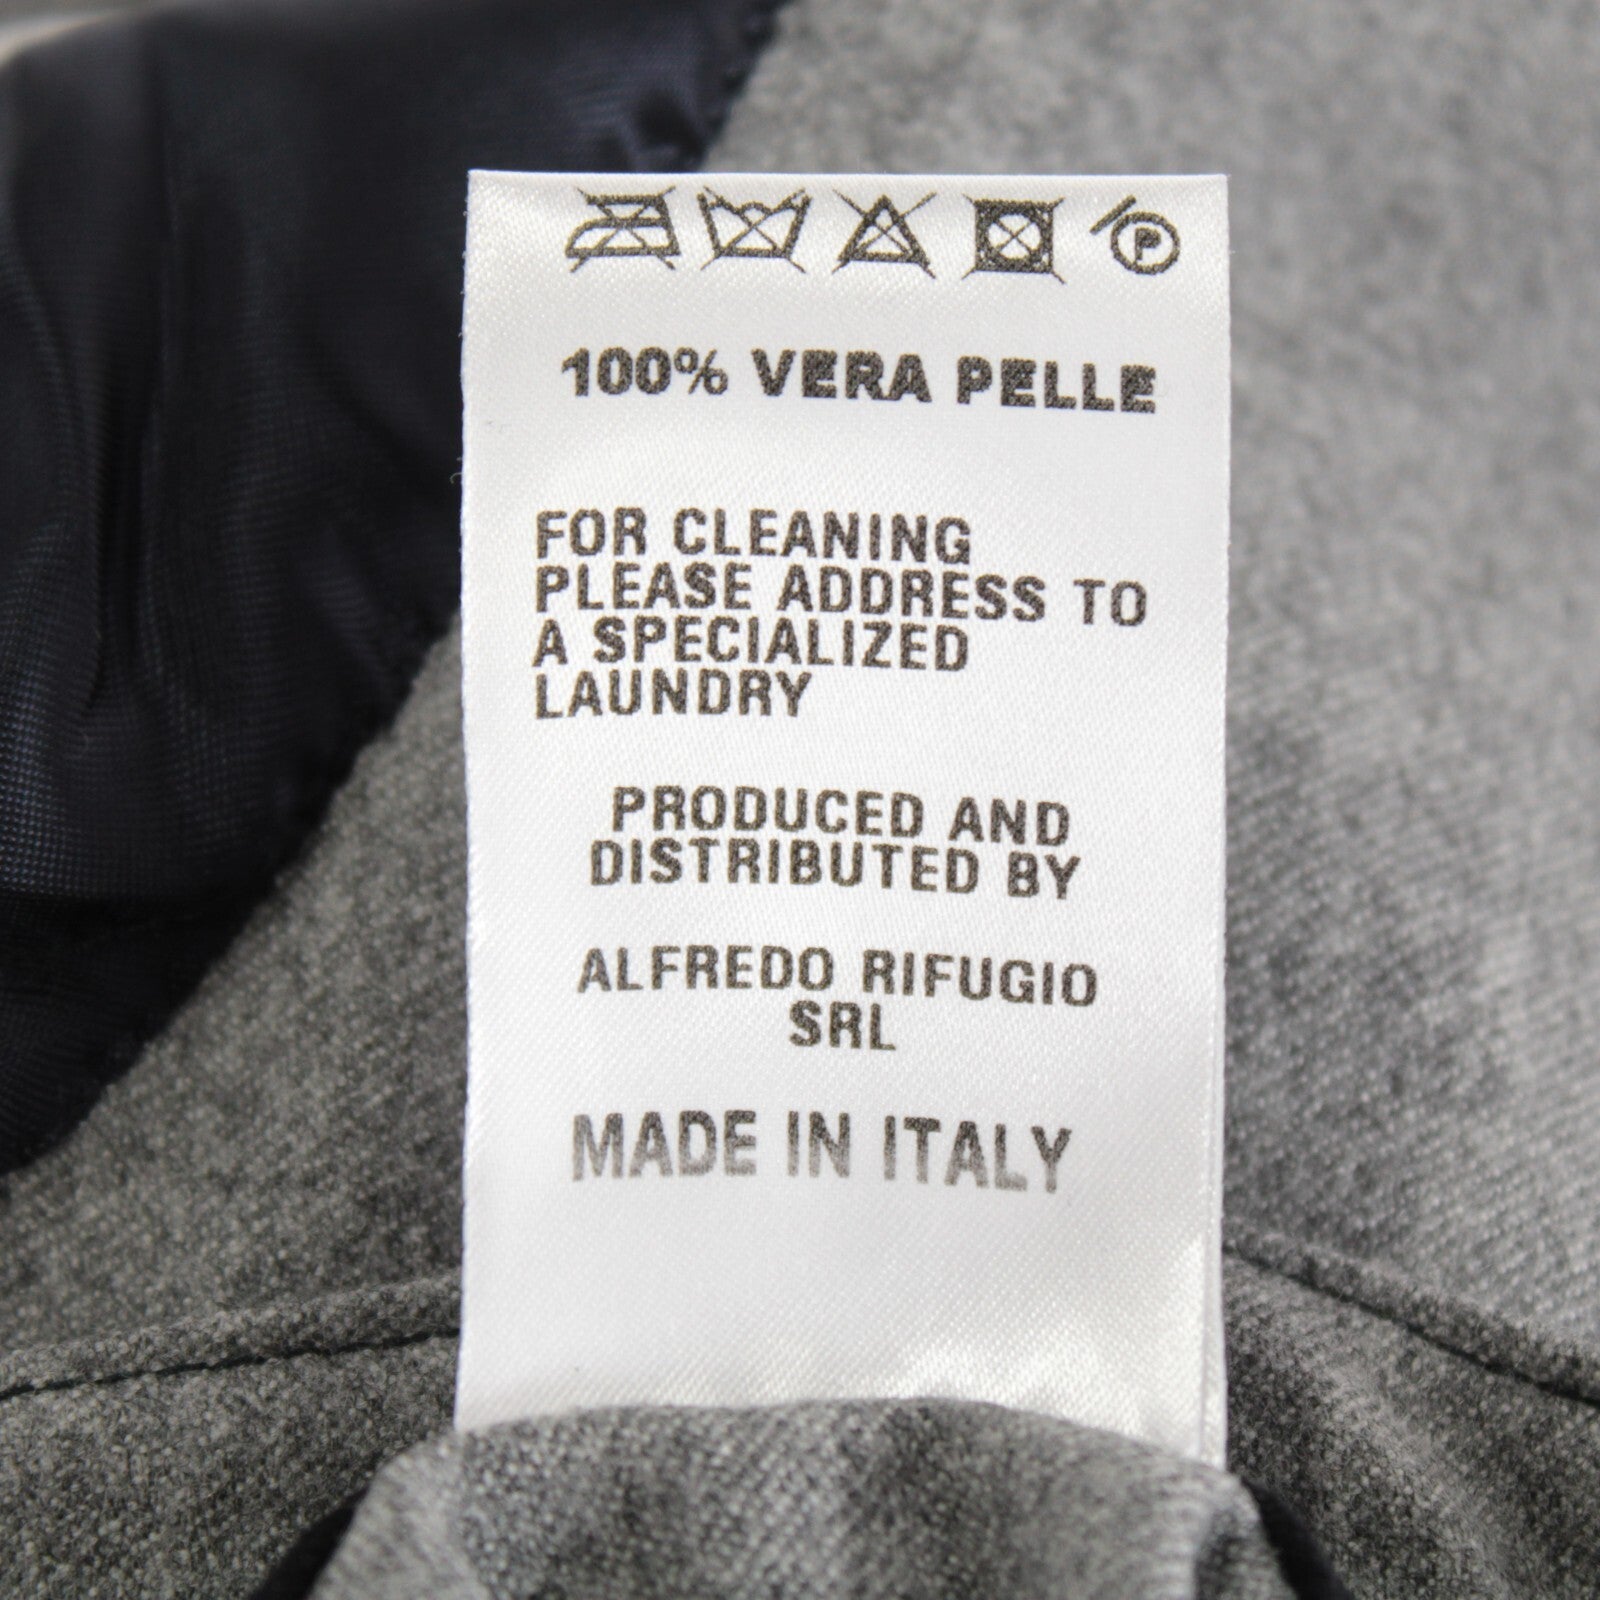 P
100% VERA PELLE
FOR CLEANING
PLEASE ADDRESS TO
A SPECIALIZED
LAUNDRY
PRODUCED AND
DISTRIBUTED BY
ALFREDO RIFUGIO
SRL
MADE IN ITALY